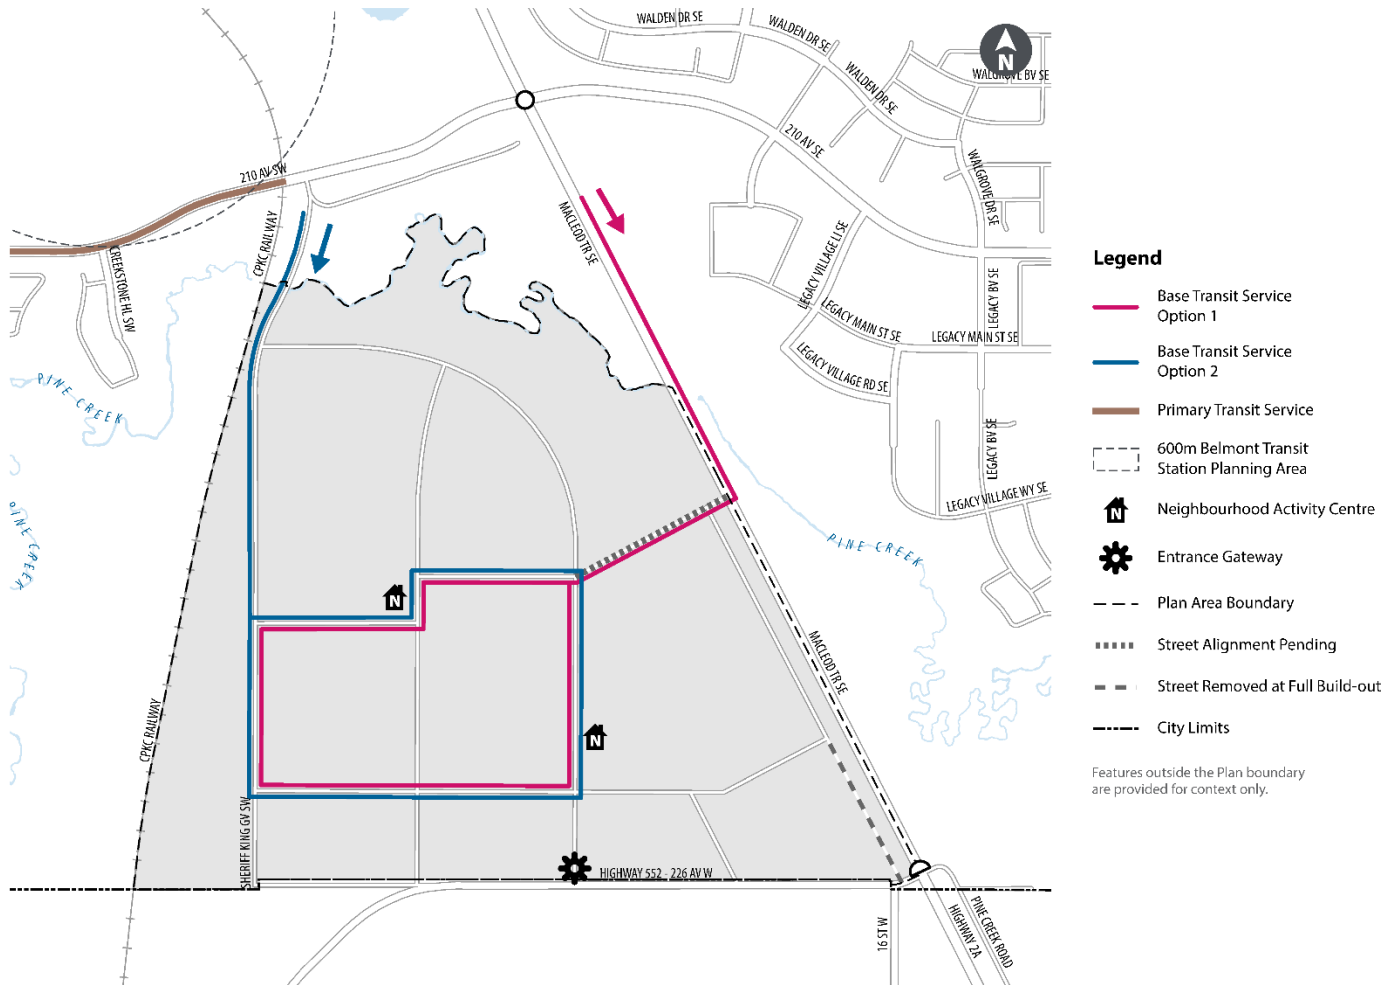 WALDEN DR SE
WALDEN DR SE
N
WALGROVE BV SE
WALDEN DR SE
210 AV SE
210 AV SW
WALGROVE DR SE
CPKC RAILWAY
MACLEOD TR SE
CREEKSTONE HL SW
LEGACY VILLAGE LI SE
LEGACY BV SE
LEGACY MAIN ST SE
LEGACY MAIN ST SE
LEGACY VILLAGE RD SE
PINE CREEK
LEGACY BV SE
LEGACY VILLAGE WY SE
PINE CREEK
PINE CREEK
N
MACLEOD TR SE
N
CPKC RAILWAY
SHERIFF KING GV SW
HIGHWAY 552 - 226 AV W
16 ST W
HIGHWAY 2A
PINE CREEK ROAD
Legend
Base Transit Service
Option 1
Base Transit Service
Option 2
Primary Transit Service
600m Belmont Transit
Station Planning Area
N
Neighbourhood Activity Centre
Entrance Gateway
Plan Area Boundary
Street Alignment Pending
Street Removed at Full Build-out
City Limits
Features outside the Plan boundary
are provided for context only.